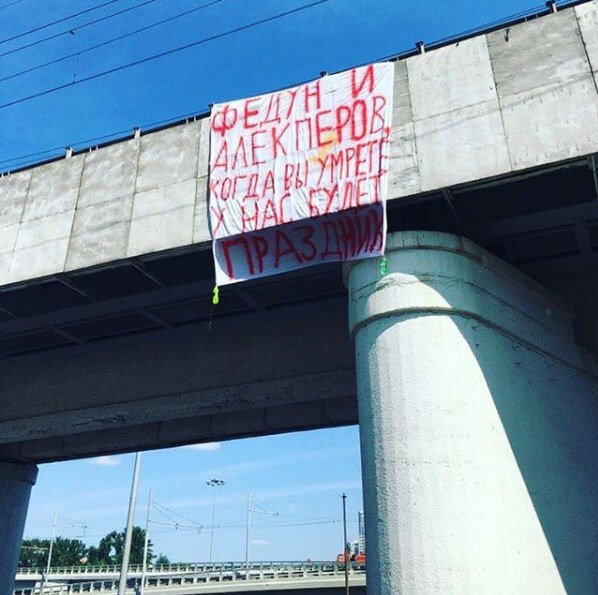 ФЕДУН И
АЛЕКПЕРОВ,
КОГДА ВЫ УМРЕТЕ
У НАС БУДЕТ
ПРАЗДНИК